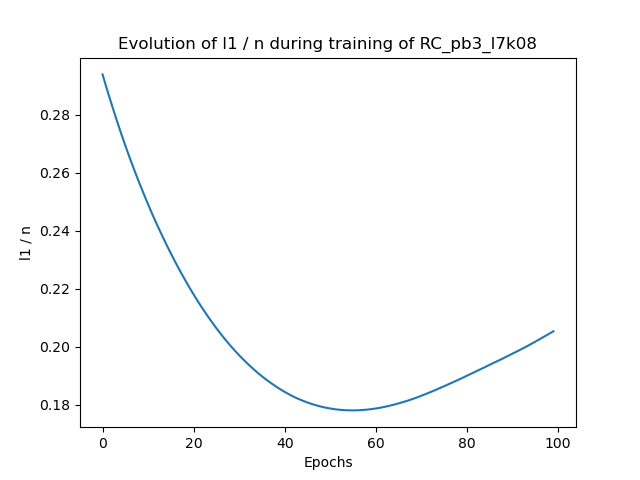 Evolution of l1 / n during training of RC_pb3_l7k08
0.28
0.26
0.24
0.22
0.20
0.18
l1 / n
0 20 40 60 80 100
Epochs